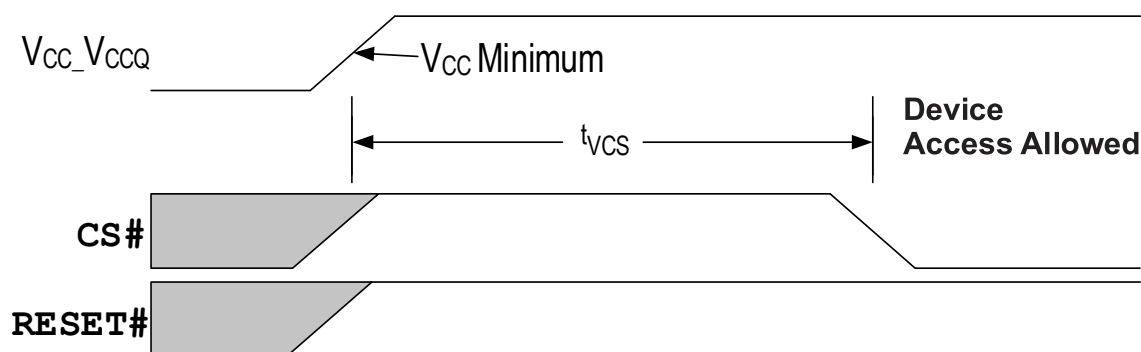 VCC_VCCQ
VCC Minimum
tVCS
Device
Access Allowed
CS#
RESET#